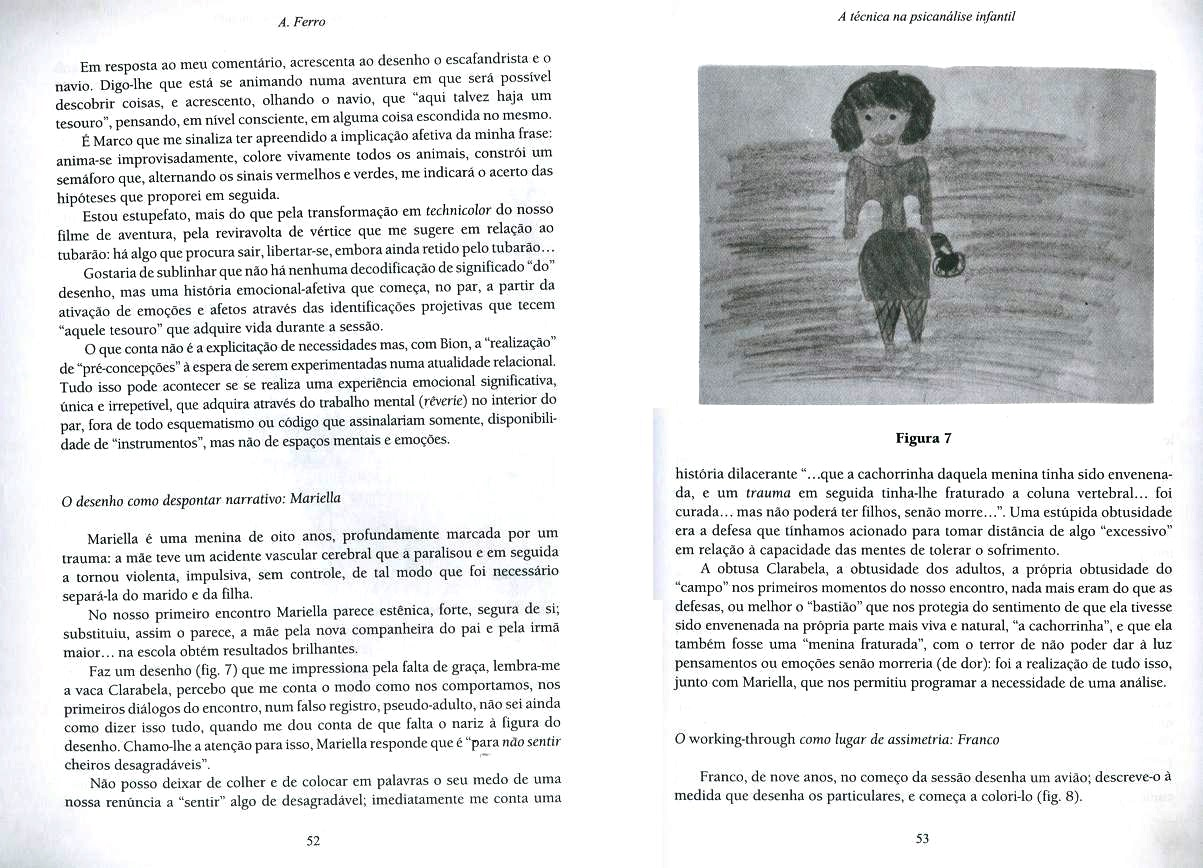 A. Ferro
Em resposta ao meu comentário, acrescenta ao desenho o escafandrista e o
navio. Digo-lhe que está se animando numa aventura em que será possível
descobrir coisas, e acrescento, olhando o navio, que “aqui talvez haja um
tesouro”, pensando, em nível consciente, em alguma coisa escondida no mesmo.
É Marco que me sinaliza ter apreendido a implicação afetiva da minha frase:
anima-se improvisadamente, colore vivamente todos os animais, constrói um
semáforo que, alternando os sinais vermelhos e verdes, me indicará o acerto das
hipóteses que proporei em seguida.
Estou estupefato, mais do que pela transformação em technicolor do nosso
filme de aventura, pela reviravolta de vértice que me sugere em relação ao
tubarão: há algo que procura sair, libertar-se, embora ainda retido pelo tubarão…
Gostaria de sublinhar que não há nenhuma decodificação de significado “do”
desenho, mas uma história emocional-afetiva que começa, no par, a partir da
ativação de emoções e afetos através das identificações projetivas que tecem
“aquele tesouro” que adquire vida durante a sessão.
O que conta não é a explicitação de necessidades mas, com Bion, a “realização”
de “pré-concepções” à espera de serem experimentadas numa atualidade relacional.
Tudo isso pode acontecer se se realiza uma experiência emocional significativa,
única e irrepetível, que adquira através do trabalho mental (rêverie) no interior do
par, fora de todo esquematismo ou código que assinalariam somente, disponibili-
dade de “instrumentos”, mas não de espaços mentais e emoções.
O desenho como despontar narrativo: Mariella
Mariella é uma menina de oito anos, profundamente marcada por um
trauma: a mãe teve um acidente vascular cerebral que a paralisou e em seguida
a tornou violenta, impulsiva, sem controle, de tal modo que foi necessário
separá-la do marido e da filha.
No nosso primeiro encontro Mariella parece estênica, forte, segura de si;
substituiu, assim o parece, a mãe pela nova companheira do pai e pela irmã
maior… na escola obtém resultados brilhantes.
Faz um desenho (fig. 7) que me impressiona pela falta de graça, lembra-me
a vaca Clarabela, percebo que me conta o modo como nos comportamos, nos
primeiros diálogos do encontro, num falso registro, pseudo-adulto, não sei ainda
como dizer isso tudo, quando me dou conta de que falta o nariz à figura do
desenho. Chamo-lhe a atenção para isso, Mariella responde que é “para não sentir
cheiros desagradáveis”.
Não posso deixar de colher e de colocar em palavras o seu medo de uma
nossa renúncia a “sentir” algo de desagradável; imediatamente me conta uma
52
A técnica na psicanálise infantil
Figura 7
história dilacerante “…que a cachorrinha daquela menina tinha sido envenena-
da, e um trauma em seguida tinha-lhe fraturado a coluna vertebral… foi
curada… mas não poderá ter filhos, senão morre…”. Uma estúpida obtusidade
era a defesa que tínhamos acionado para tomar distância de algo “excessivo”
em relação à capacidade das mentes de tolerar o sofrimento.
A obtusa Clarabela, a obtusidade dos adultos, a própria obtusidade do
“campo” nos primeiros momentos do nosso encontro, nada mais eram do que as
defesas, ou melhor o “bastião” que nos protegia do sentimento de que ela tivesse
sido envenenada na própria parte mais viva e natural, “a cachorrinha”, e que ela
também fosse uma “menina fraturada”, com o terror de não poder dar à luz
pensamentos ou emoções senão morreria (de dor): foi a realização de tudo isso,
junto com Mariella, que nos permitiu programar a necessidade de uma análise.
O working-through como lugar de assimetria: Franco
Franco, de nove anos, no começo da sessão desenha um avião; descreve-o à
medida que desenha os particulares, e começa a colori-lo (fig. 8).
53